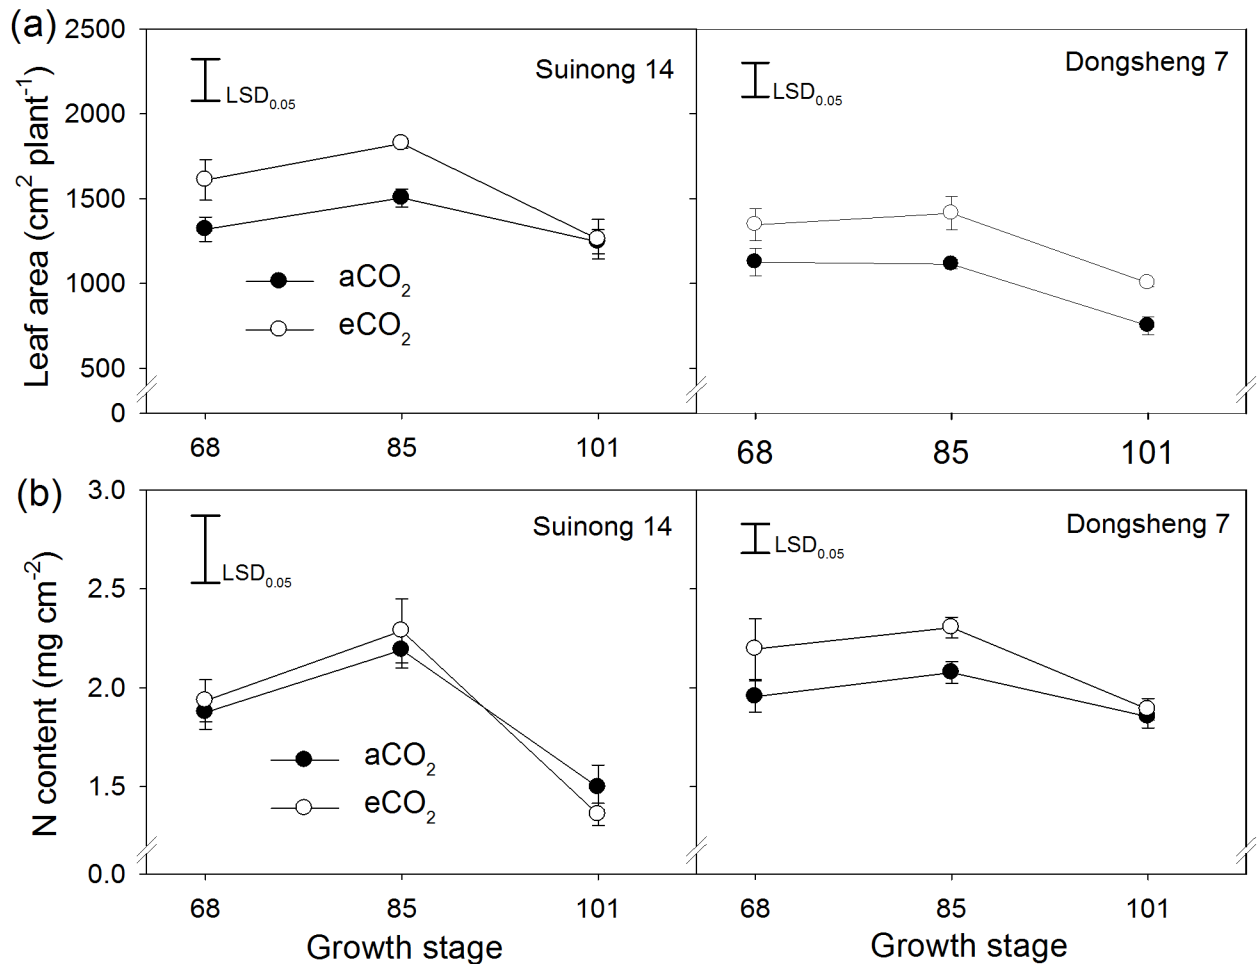 (a)
Leaf area (cm² plant⁻¹)
2500
2000
1500
1000
500
0
Suinong 14
LSD₀.₀₅
aCO₂
eCO₂
68 85 101
Dongsheng 7
LSD₀.₀₅
68 85 101
(b)
N content (mg cm⁻²)
3.0
2.5
2.0
1.5
0.0
Suinong 14
LSD₀.₀₅
aCO₂
eCO₂
68 85 101
Growth stage
Dongsheng 7
LSD₀.₀₅
68 85 101
Growth stage